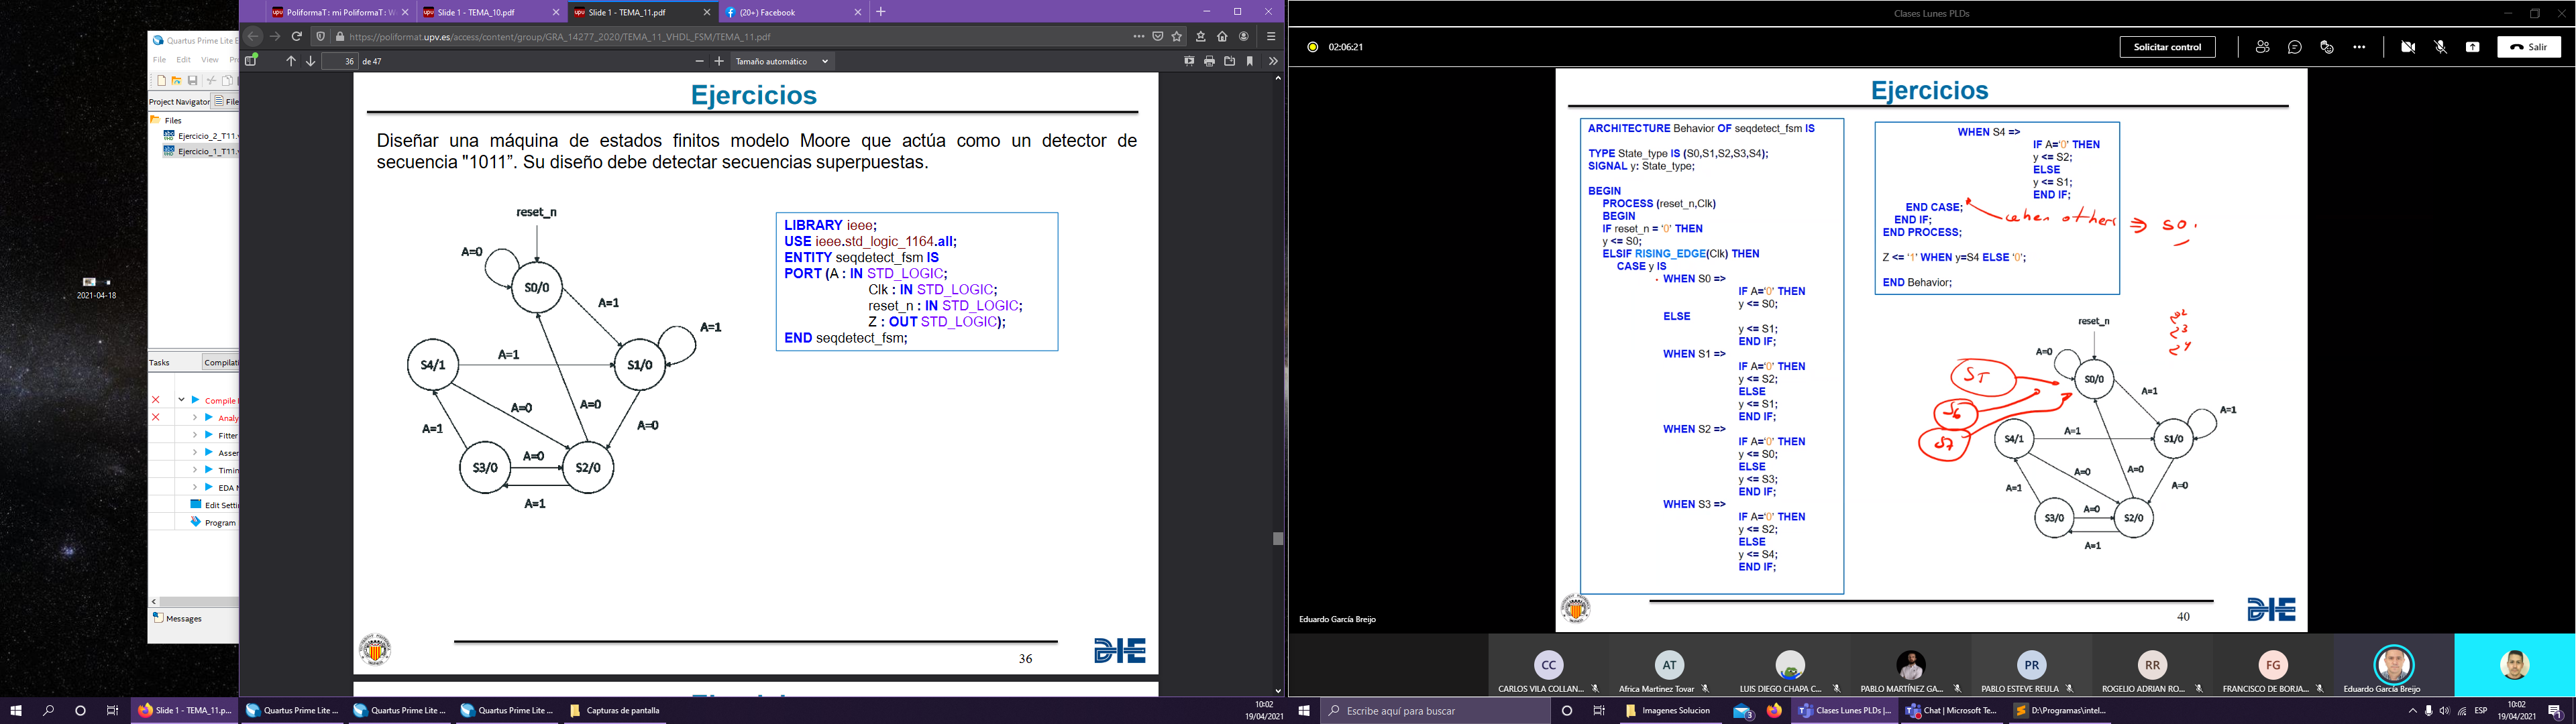 PoliformaT : mi PoliformaT : W
Slide 1 - TEMA_10.pdf
Slide 1 - TEMA_11.pdf
(20+) Facebook
https://poliformat.upv.es/access/content/group/GRA_14277_2020/TEMA_11_VHDL_FSM/TEMA_11.pdf
36 de 47
Tamaño automático
Quartus Prime Lite E
File Edit View
Project Navigator File
Files
Ejercicio_2_T11.
Ejercicio_1_T11.
2021-04-18
Tasks Compilati
Compile
Analy
Fitter
Asser
Timin
EDA
Edit Setti
Program
Messages
Ejercicios
Diseñar una máquina de estados finitos modelo Moore que actúa como un detector de
secuencia "1011”. Su diseño debe detectar secuencias superpuestas.
reset_n
A=0
S0/0
A=1
A=1
S4/1
A=1
S1/0
A=0
A=0
A=0
A=1
S3/0
A=0
S2/0
A=1
LIBRARY ieee;
USE ieee.std_logic_1164.all;
ENTITY seqdetect_fsm IS
PORT (A : IN STD_LOGIC;
Clk : IN STD_LOGIC;
reset_n : IN STD_LOGIC;
Z : OUT STD_LOGIC);
END seqdetect_fsm;
36
DIE
Clases Lunes PLDs
02:06:21
Solicitar control
Salir
Ejercicios
ARCHITECTURE Behavior OF seqdetect_fsm IS
TYPE State_type IS (S0,S1,S2,S3,S4);
SIGNAL y: State_type;
BEGIN
PROCESS (reset_n,Clk)
BEGIN
IF reset_n = ‘0’ THEN
y <= S0;
ELSIF RISING_EDGE(Clk) THEN
CASE y IS
WHEN S0 =>
IF A=‘0’ THEN
y <= S0;
ELSE
y <= S1;
END IF;
WHEN S1 =>
IF A=‘0’ THEN
y <= S2;
ELSE
y <= S1;
END IF;
WHEN S2 =>
IF A=‘0’ THEN
y <= S0;
ELSE
y <= S3;
END IF;
WHEN S3 =>
IF A=‘0’ THEN
y <= S2;
ELSE
y <= S4;
END IF;
WHEN S4 =>
IF A=‘0’ THEN
y <= S2;
ELSE
y <= S1;
END IF;
END CASE;
when others => S0.
END IF;
END PROCESS;
Z <= ‘1’ WHEN y=S4 ELSE ‘0’;
END Behavior;
2²
2³
2⁴
reset_n
A=0
S0/0
A=1
A=1
S5
S6
S7
S4/1
A=1
S1/0
A=0
A=0
A=0
A=1
S3/0
A=0
S2/0
A=1
40
DIE
Eduardo García Breijo
CC
AT
PR
RR
FG
CARLOS VILA COLLAN...
Africa Martinez Tovar
LUIS DIEGO CHAPA C...
PABLO MARTÍNEZ GA...
PABLO ESTEVE REULA
ROGELIO ADRIAN RO...
FRANCISCO DE BORJA...
Eduardo García Breijo
Slide 1 - TEMA_11.p...
Quartus Prime Lite ...
Quartus Prime Lite ...
Quartus Prime Lite ...
Capturas de pantalla
10:02
19/04/2021
Escribe aquí para buscar
Imagenes Solucion
3
Clases Lunes PLDs |...
Chat | Microsoft Te...
D:\Programas\intel...
ESP
10:02
19/04/2021